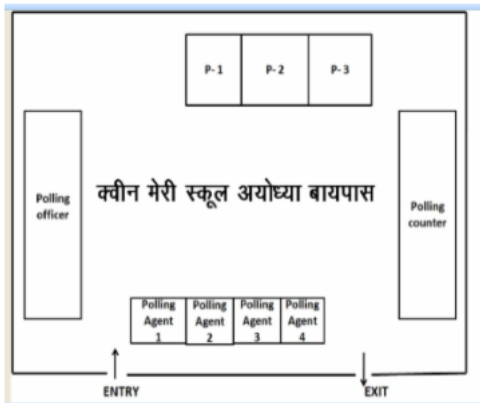 P-1 P-2 P-3
Polling
officer
क्वीन मेरी स्कूल अयोध्या बायपास
Polling
counter
Polling
Agent
1
Polling
Agent
2
Polling
Agent
3
Polling
Agent
4
ENTRY
EXIT